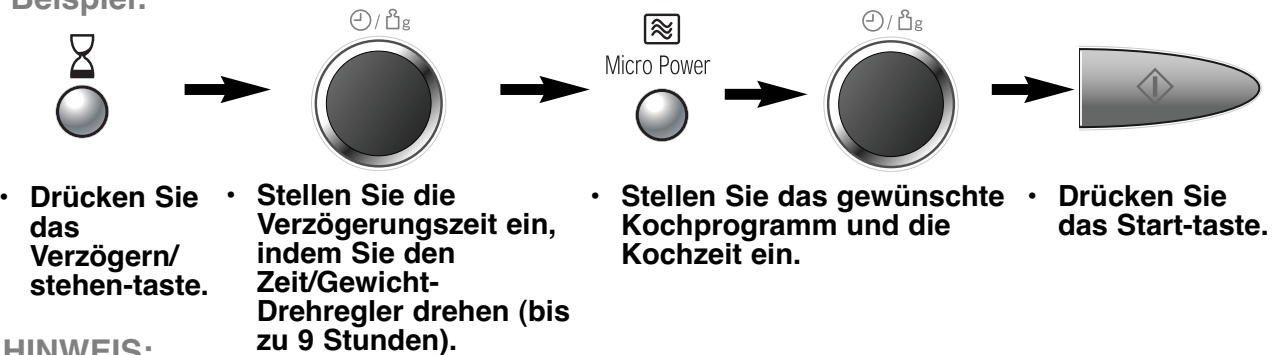 Beispiel:
g
g
Micro Power
• Drücken Sie
das
Verzögern/
stehen-taste.
• Stellen Sie die
Verzögerungszeit ein,
indem Sie den
Zeit/Gewicht-
Drehregler drehen (bis
zu 9 Stunden).
• Stellen Sie das gewünschte
Kochprogramm und die
Kochzeit ein.
• Drücken Sie
das Start-taste.
HINWEIS: